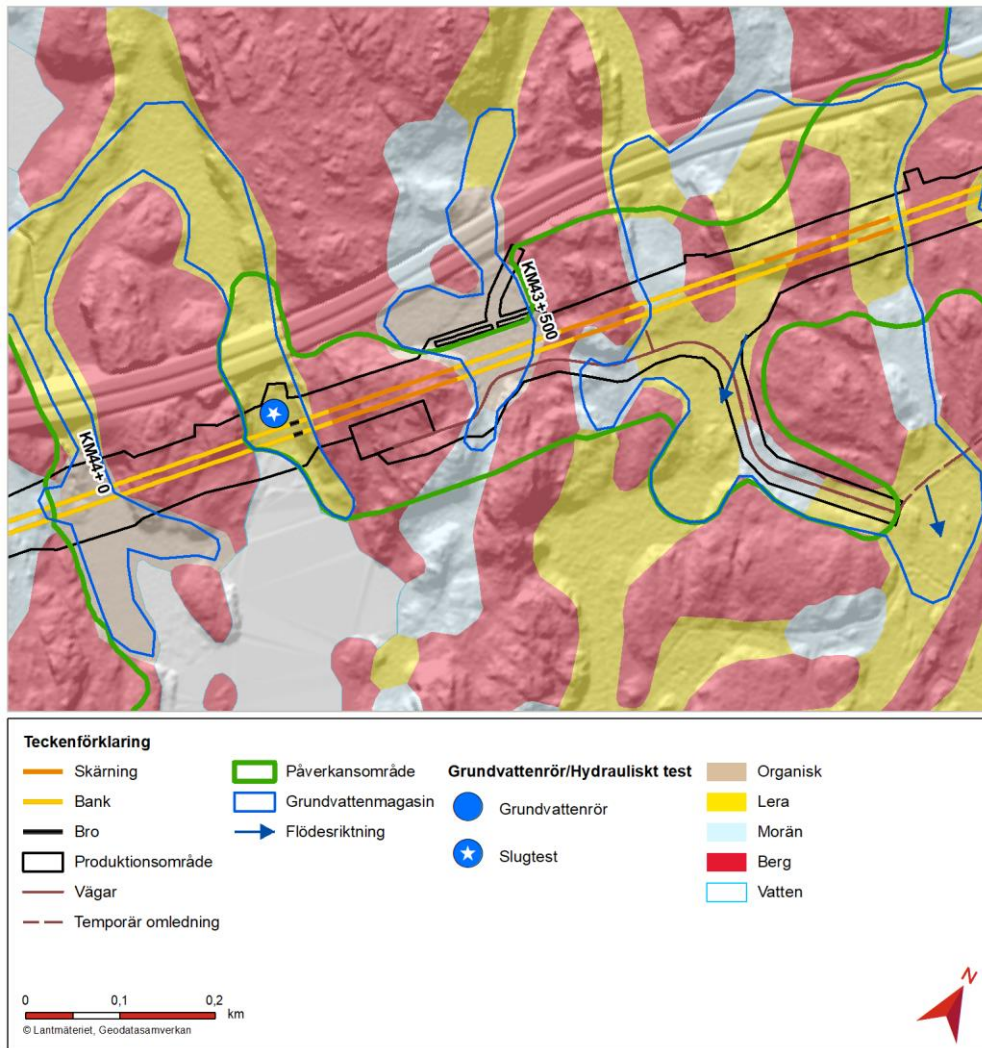 KM43+500
KM44+0
Teckenförklaring
Skärning
Bank
Bro
Produktionsområde
Vägar
Temporär omledning
Påverkansområde
Grundvattenmagasin
Flödesriktning
Grundvattenrör/Hydrauliskt test
Grundvattenrör
Slugtest
Organisk
Lera
Morän
Berg
Vatten
0 0,1 0,2
km
© Lantmäteriet, Geodatasamverkan
N